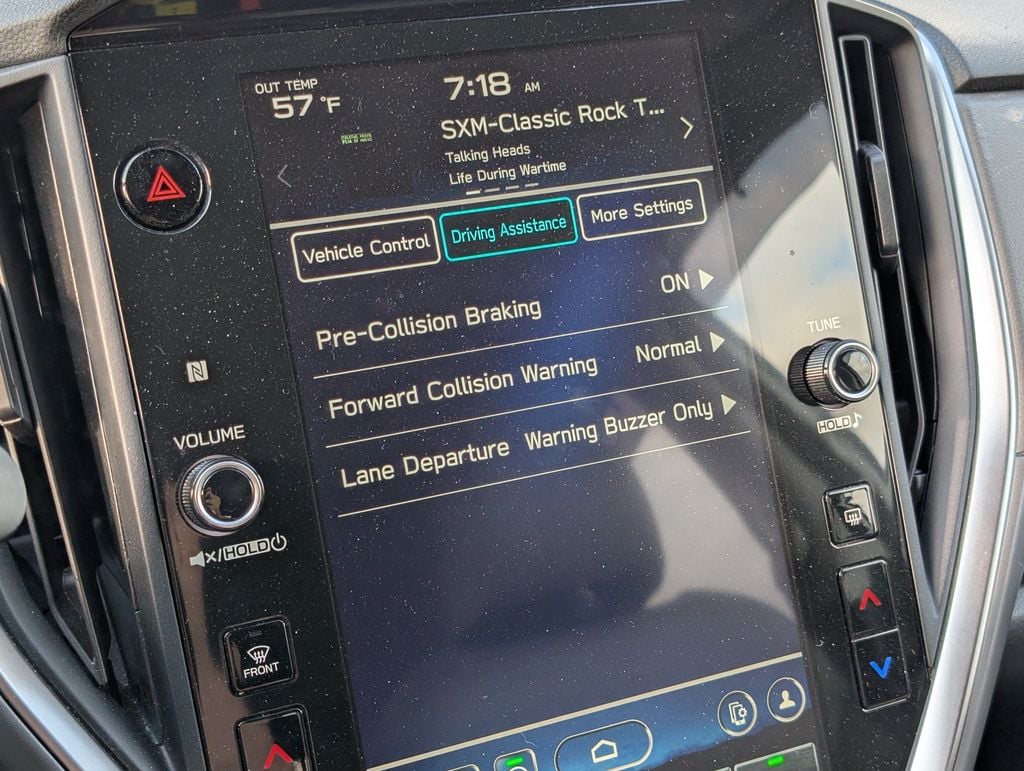 OUT TEMP
57 °F
7:18 AM
SXM-Classic Rock T...
Talking Heads
Life During Wartime
Vehicle Control
Driving Assistance
More Settings
Pre-Collision Braking ON
Forward Collision Warning Normal
Lane Departure Warning Buzzer Only
VOLUME
/HOLD
TUNE
HOLD
FRONT